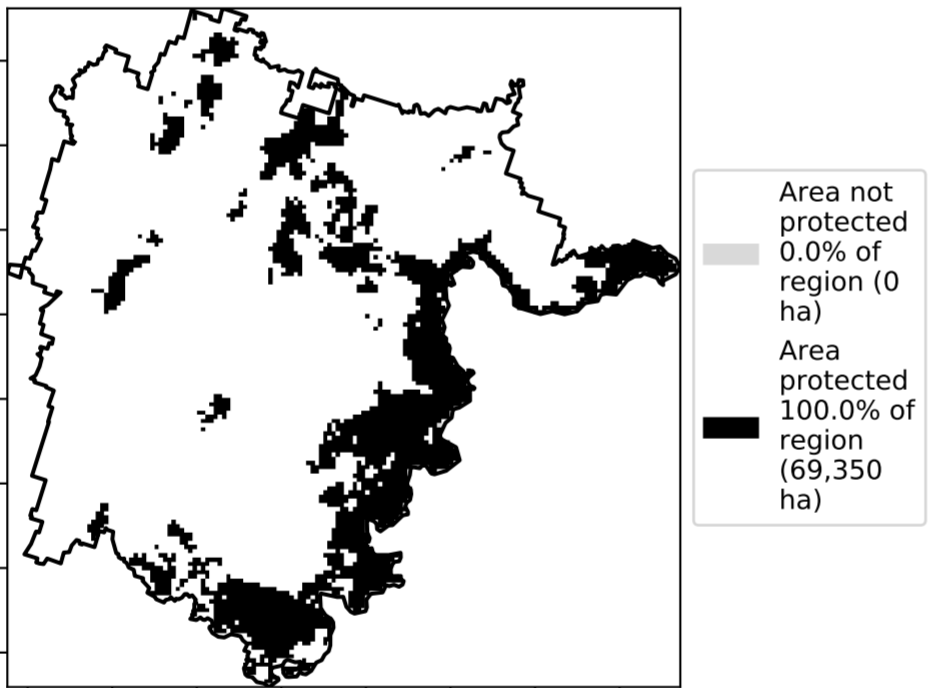 Area not
protected
0.0% of
region (0
ha)
Area
protected
100.0% of
region
(69,350
ha)